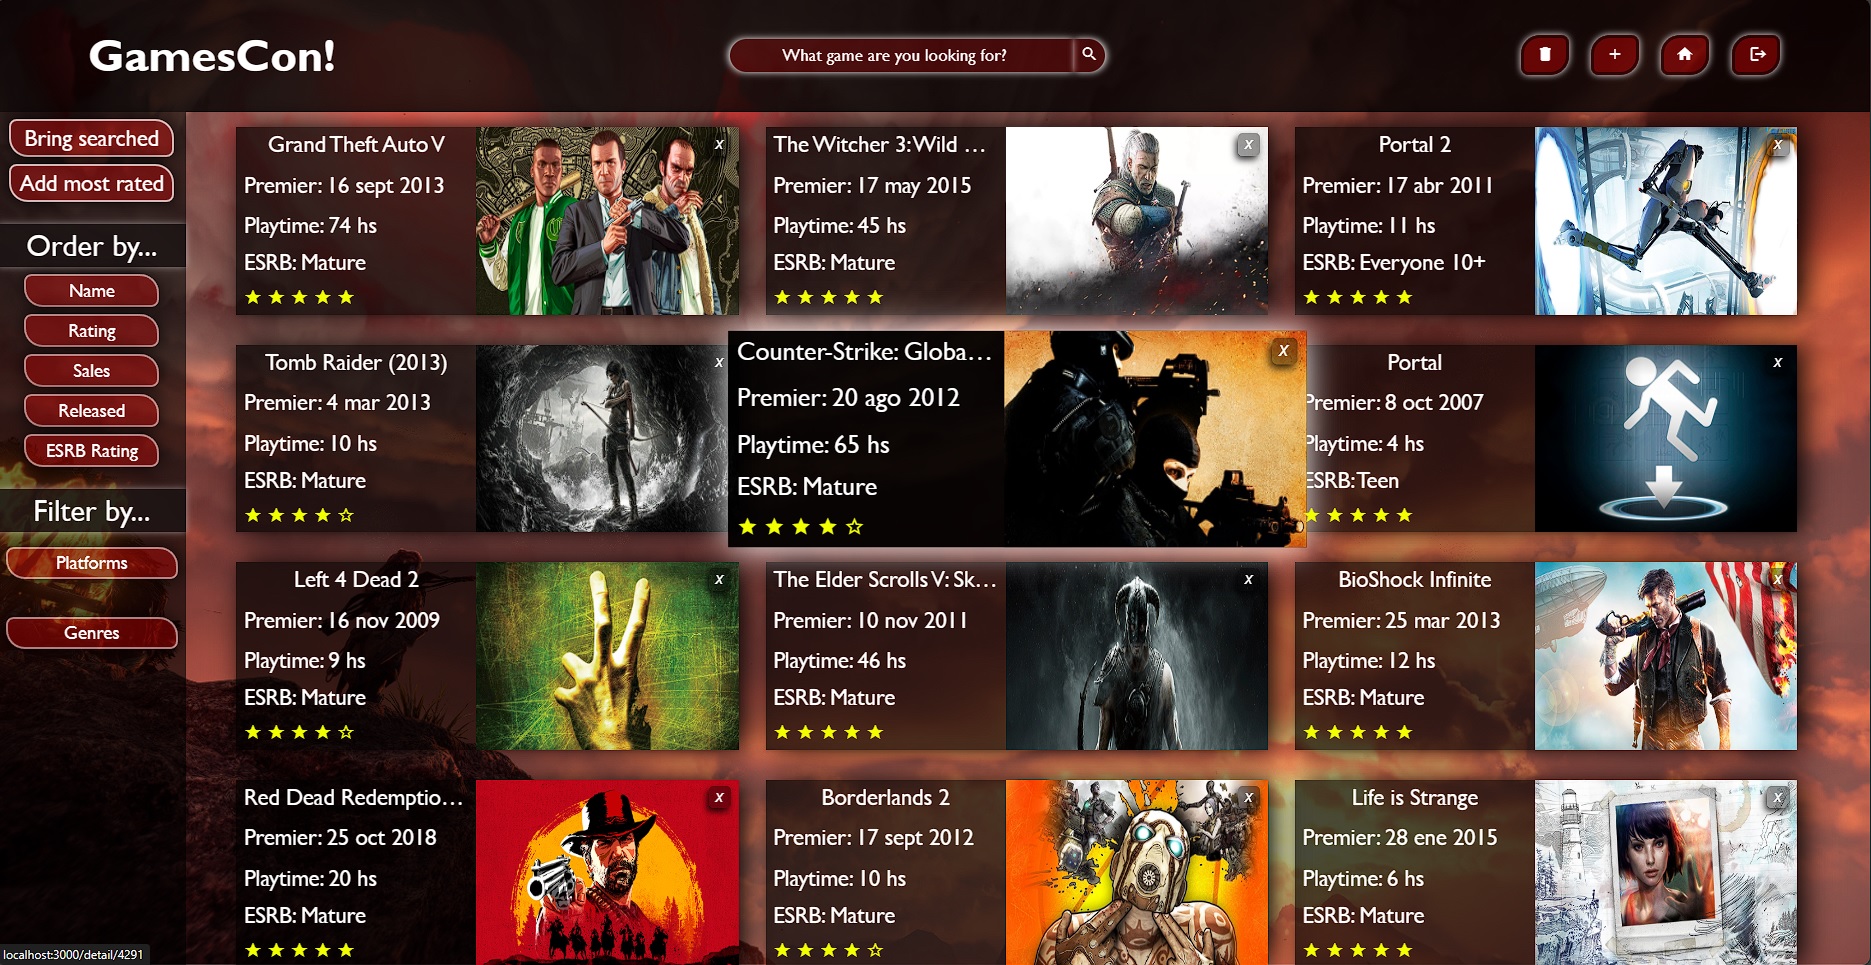 GamesCon!
What game are you looking for?
Bring searched
Add most rated
Order by...
Name
Rating
Sales
Released
ESRB Rating
Filter by...
Platforms
Genres
Grand Theft Auto V
x
Premier: 16 sept 2013
Playtime: 74 hs
ESRB: Mature
The Witcher 3: Wild ...
x
Premier: 17 may 2015
Playtime: 45 hs
ESRB: Mature
Portal 2
x
Premier: 17 abr 2011
Playtime: 11 hs
ESRB: Everyone 10+
Tomb Raider (2013)
x
Premier: 4 mar 2013
Playtime: 10 hs
ESRB: Mature
Counter-Strike: Globa...
x
Premier: 20 ago 2012
Playtime: 65 hs
ESRB: Mature
Portal
x
Premier: 8 oct 2007
Playtime: 4 hs
ESRB: Teen
Left 4 Dead 2
x
Premier: 16 nov 2009
Playtime: 9 hs
ESRB: Mature
The Elder Scrolls V: Sk...
x
Premier: 10 nov 2011
Playtime: 46 hs
ESRB: Mature
BioShock Infinite
x
Premier: 25 mar 2013
Playtime: 12 hs
ESRB: Mature
Red Dead Redemptio...
x
Premier: 25 oct 2018
Playtime: 20 hs
ESRB: Mature
Borderlands 2
x
Premier: 17 sept 2012
Playtime: 10 hs
ESRB: Mature
Life is Strange
x
Premier: 28 ene 2015
Playtime: 6 hs
ESRB: Mature
localhost:3000/detail/4291